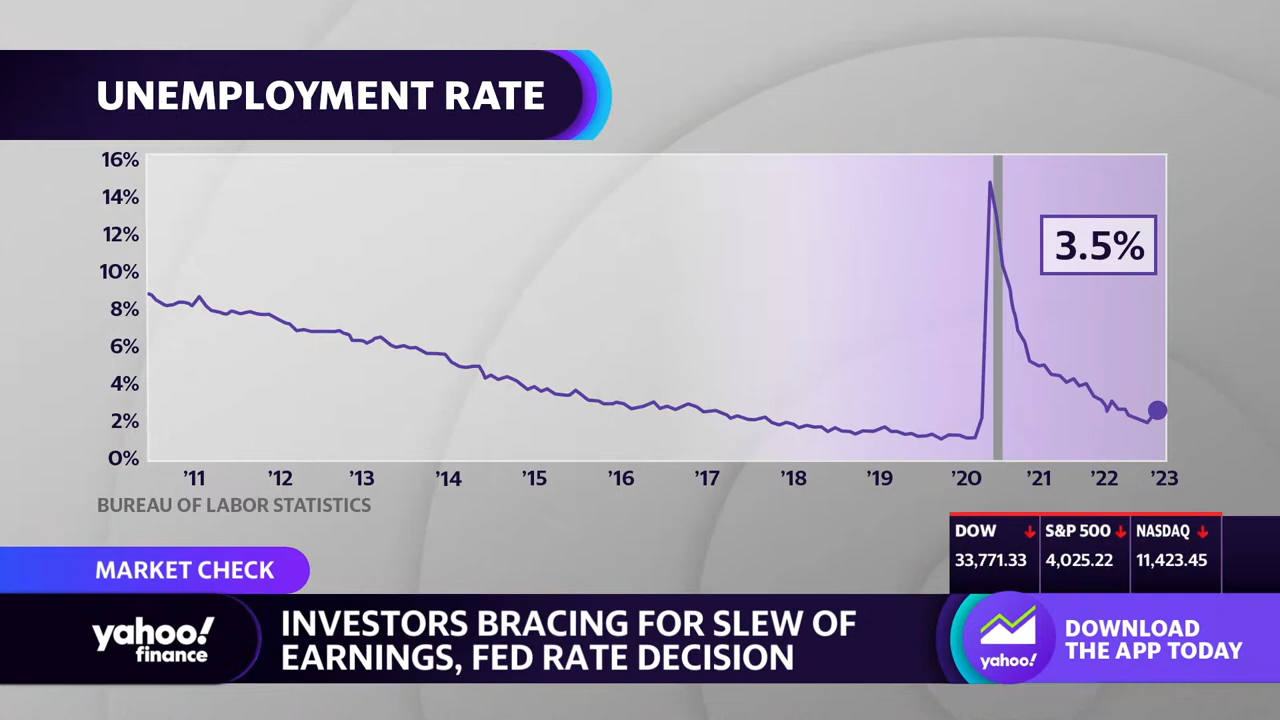 UNEMPLOYMENT RATE
16%
14%
12%
10%
8%
6%
4%
2%
0%
3.5%
’11 ’12 ’13 ’14 ’15 ’16 ’17 ’18 ’19 ’20 ’21 ’22 ’23
BUREAU OF LABOR STATISTICS
DOW S&P 500 NASDAQ
33,771.33 4,025.22 11,423.45
MARKET CHECK
yahoo!
finance
INVESTORS BRACING FOR SLEW OF
EARNINGS, FED RATE DECISION
yahoo!
DOWNLOAD
THE APP TODAY